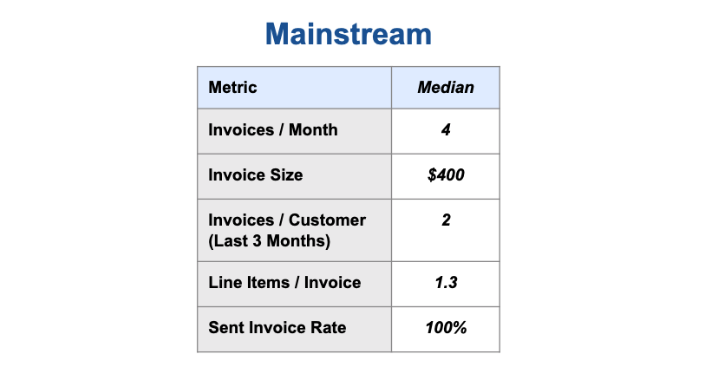 Mainstream
Metric Median
Invoices / Month 4
Invoice Size $400
Invoices / Customer 2
(Last 3 Months)
Line Items / Invoice 1.3
Sent Invoice Rate 100%